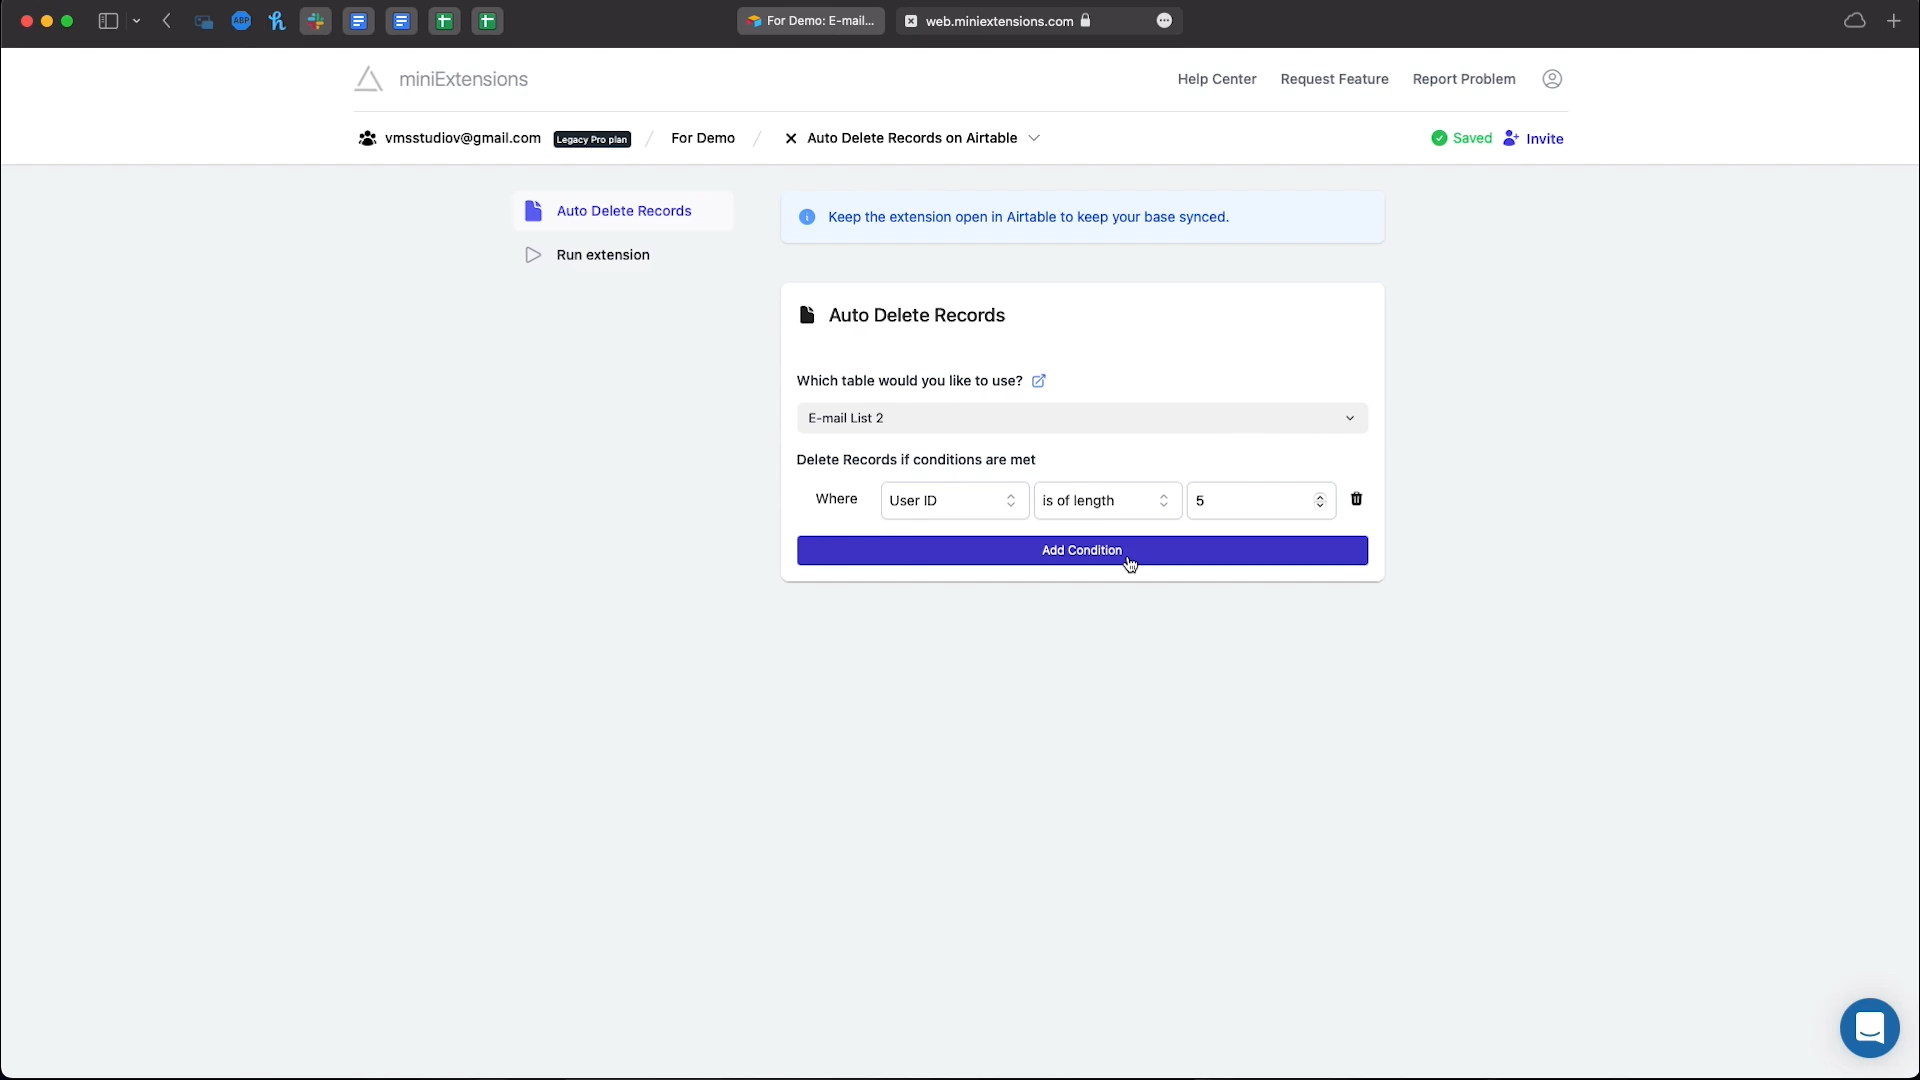 ABP
For Demo: E-mail...
web.miniextensions.com
miniExtensions
Help Center
Request Feature
Report Problem
vmsstudiov@gmail.com
Legacy Pro plan
/
For Demo
/
Auto Delete Records on Airtable
Saved
Invite
Auto Delete Records
Run extension
Keep the extension open in Airtable to keep your base synced.
Auto Delete Records
Which table would you like to use?
E-mail List 2
Delete Records if conditions are met
Where
User ID
is of length
5
Add Condition